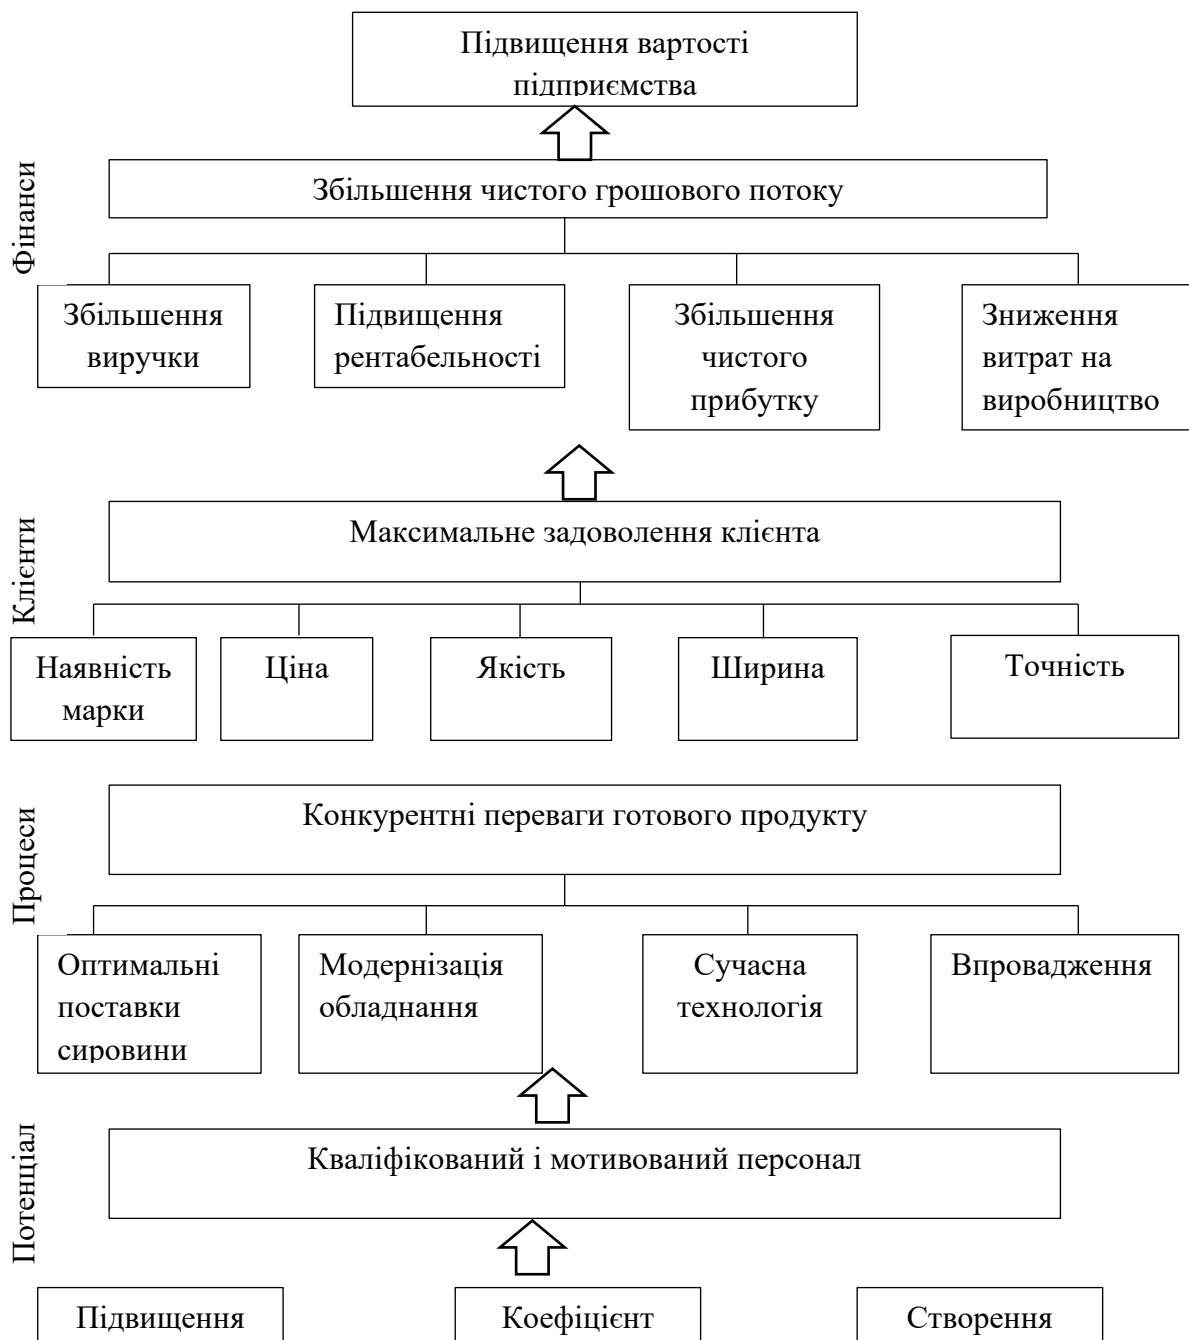 Підвищення вартості
підприємства
Фінанси
Збільшення чистого грошового потоку
Збільшення
виручки
Підвищення
рентабельності
Збільшення
чистого
прибутку
Зниження
витрат на
виробництво
Клієнти
Максимальне задоволення клієнта
Наявність
марки
Ціна
Якість
Ширина
Точність
Процеси
Конкурентні переваги готового продукту
Оптимальні
поставки
сировини
Модернізація
обладнання
Сучасна
технологія
Впровадження
Потенціал
Кваліфікований і мотивований персонал
Підвищення
Коефіцієнт
Створення